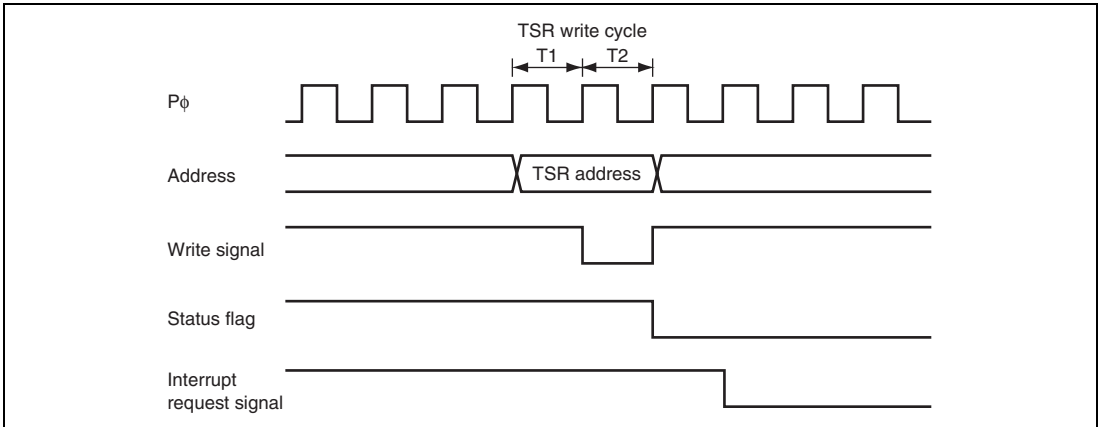 TSR write cycle
T1 T2
Pφ
Address
TSR address
Write signal
Status flag
Interrupt
request signal